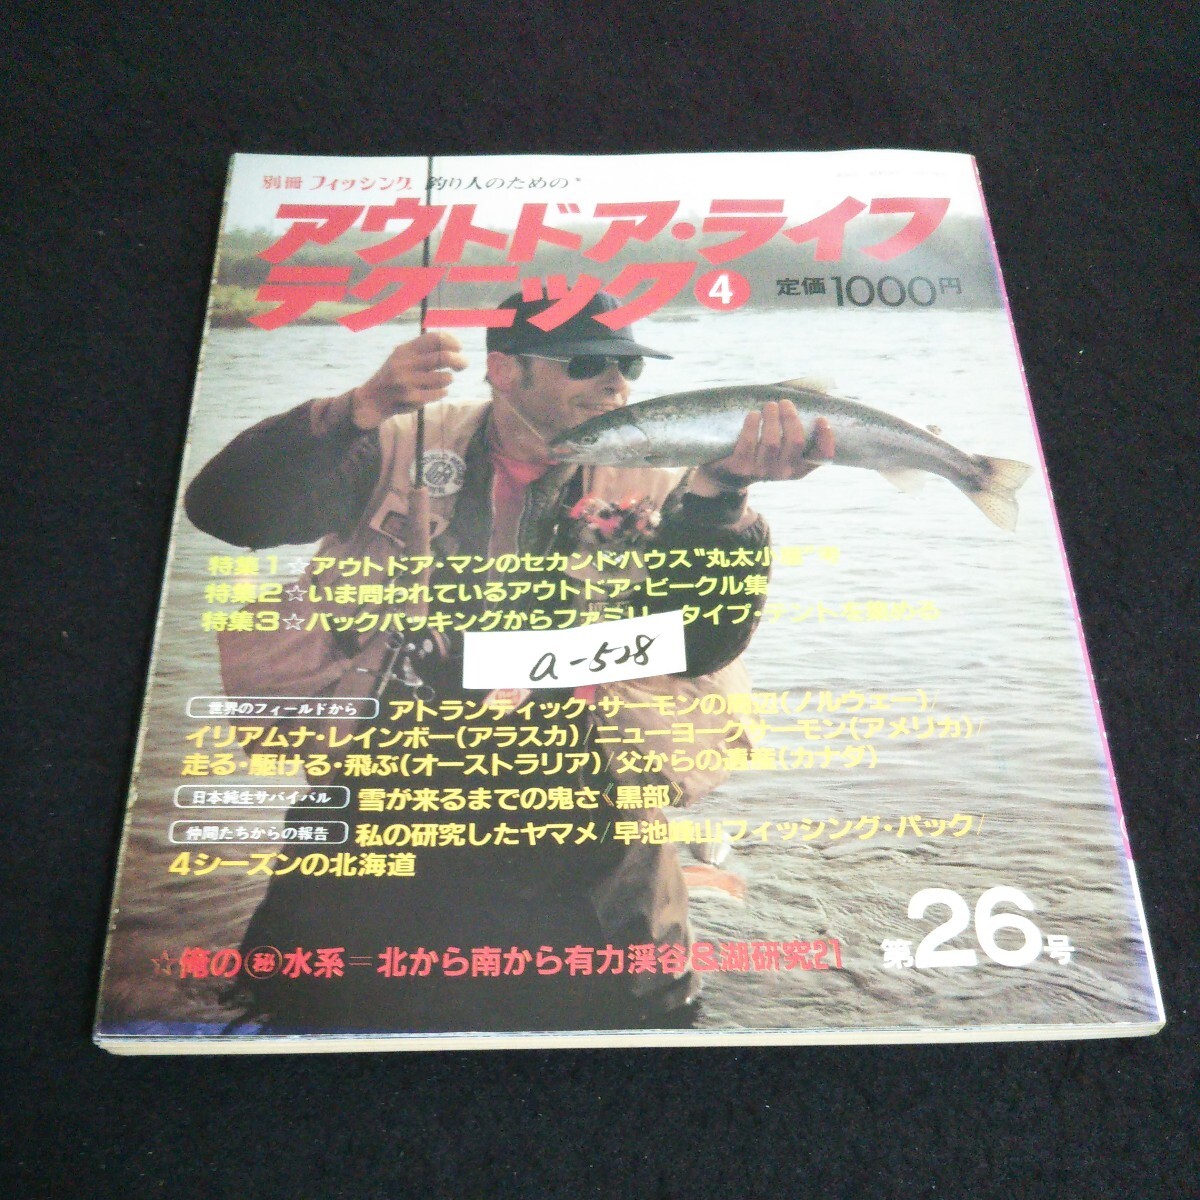 別冊フィッシング 釣り人のための
アウトドア・ライフ
テクニック4 定価1000円
特集1☆アウトドア・マンのセカンドハウス“丸太小屋”考
特集2☆いま問われているアウトドア・ビークル集
特集3☆バックパッキングからファミリータイプ・テントを集める
a-528
世界のフィールドから アトランティック・サーモンの周辺(ノルウェー)/
イリアムナ・レインボー(アラスカ)/ニューヨークサーモン(アメリカ)/
走る・駆ける・飛ぶ(オーストラリア)/父からの遺産(カナダ)
日本純生サバイバル 雪が来るまでの鬼さ《黒部》
仲間たちからの報告 私の研究したヤマメ/早池峰山フィッシング・パック/
4シーズンの北海道
☆俺の㊙水系=北から南から有力渓谷&湖研究21
第26号